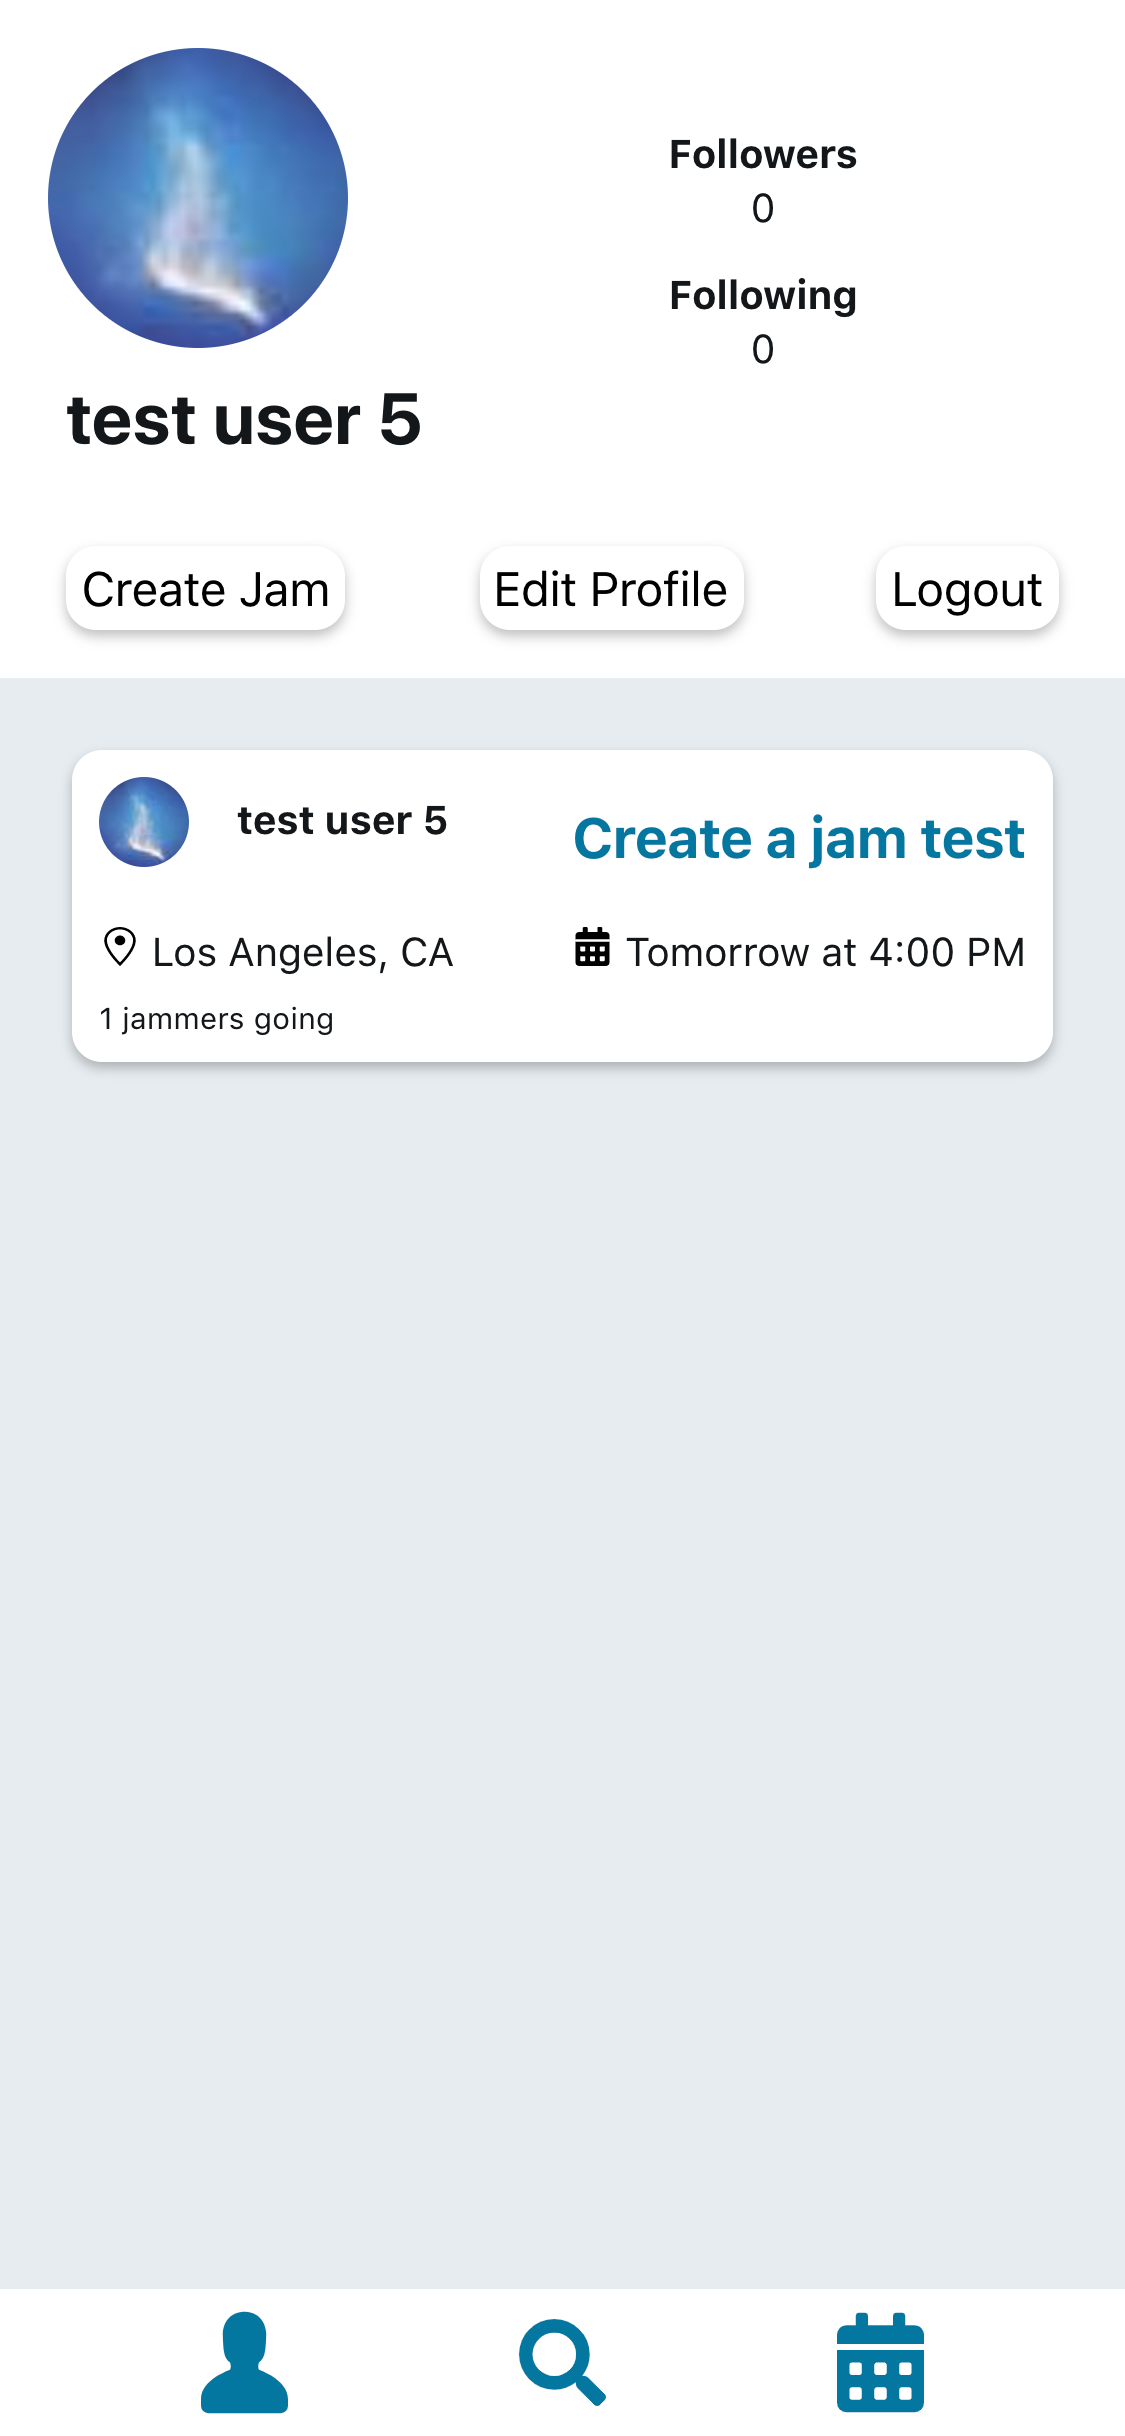 Followers
0
Following
0
test user 5
Create Jam
Edit Profile
Logout
test user 5
Create a jam test
Los Angeles, CA
Tomorrow at 4:00 PM
1 jammers going